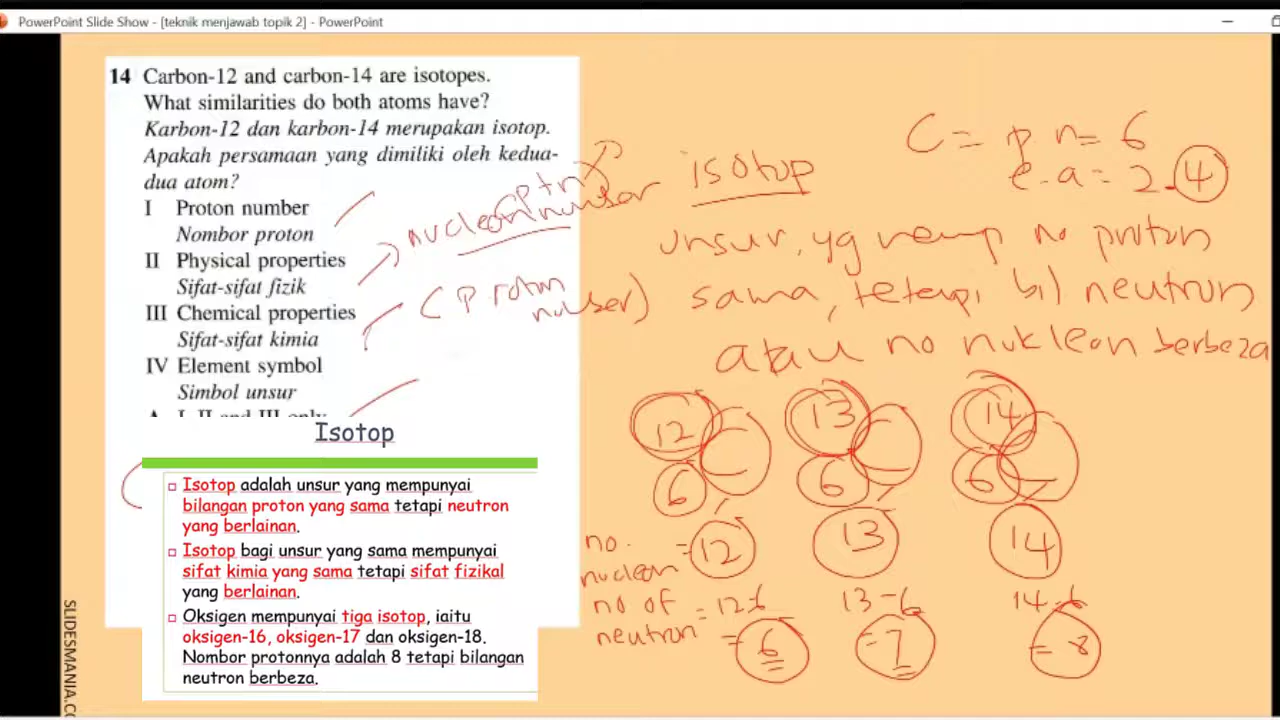 PowerPoint Slide Show - [teknik menjawab topik 2] - PowerPoint
14 Carbon-12 and carbon-14 are isotopes.
What similarities do both atoms have?
Karbon-12 dan karbon-14 merupakan isotop.
Apakah persamaan yang dimiliki oleh kedua-
dua atom?
I Proton number
Nombor proton
II Physical properties
Sifat-sifat fizik
III Chemical properties
Sifat-sifat kimia
IV Element symbol
Simbol unsur
A I, II and III only
Isotop
Isotop adalah unsur yang mempunyai
bilangan proton yang sama tetapi neutron
yang berlainan.
Isotop bagi unsur yang sama mempunyai
sifat kimia yang sama tetapi sifat fizikal
yang berlainan.
Oksigen mempunyai tiga isotop, iaitu
oksigen-16, oksigen-17 dan oksigen-18.
Nombor protonnya adalah 8 tetapi bilangan
neutron berbeza.
SLIDESMANIA.C
nucleon number
(proton
number)
C = p n = 6
e.a = 2.4
isotop
unsur yg memp no proton
sama, tetapi bil neutron
atau no nukleon berbeza
12 C
6
13 C
6
14 C
6
no. nucleon = 12 13 14
no of neutron = 12-6 13-6 14-6
= 6 = 7 = 8